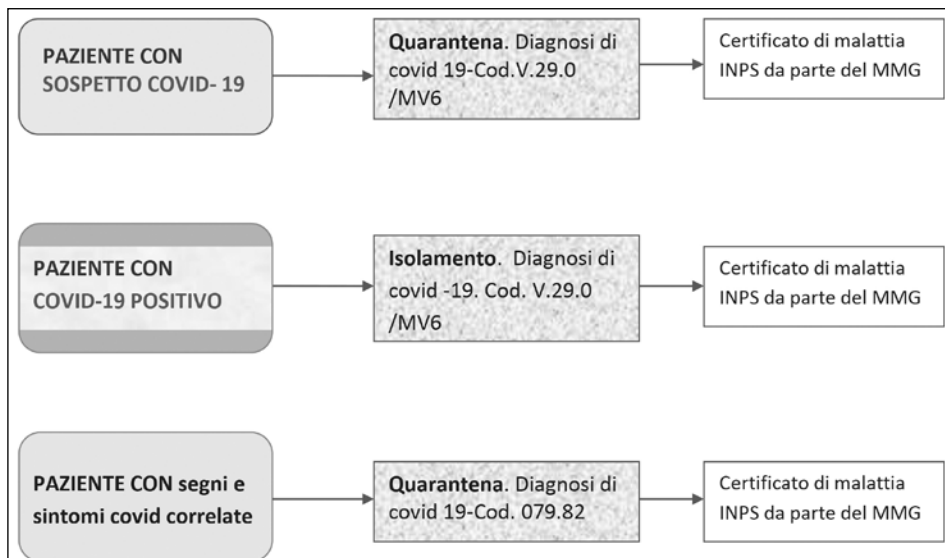 PAZIENTE CON
SOSPETTO COVID- 19
Quarantena. Diagnosi di
covid 19-Cod.V.29.0
/MV6
Certificato di malattia
INPS da parte del MMG
PAZIENTE CON
COVID-19 POSITIVO
Isolamento. Diagnosi di
covid -19. Cod. V.29.0
/MV6
Certificato di malattia
INPS da parte del MMG
PAZIENTE CON segni e
sintomi covid correlate
Quarantena. Diagnosi di
covid 19-Cod. 079.82
Certificato di malattia
INPS da parte del MMG